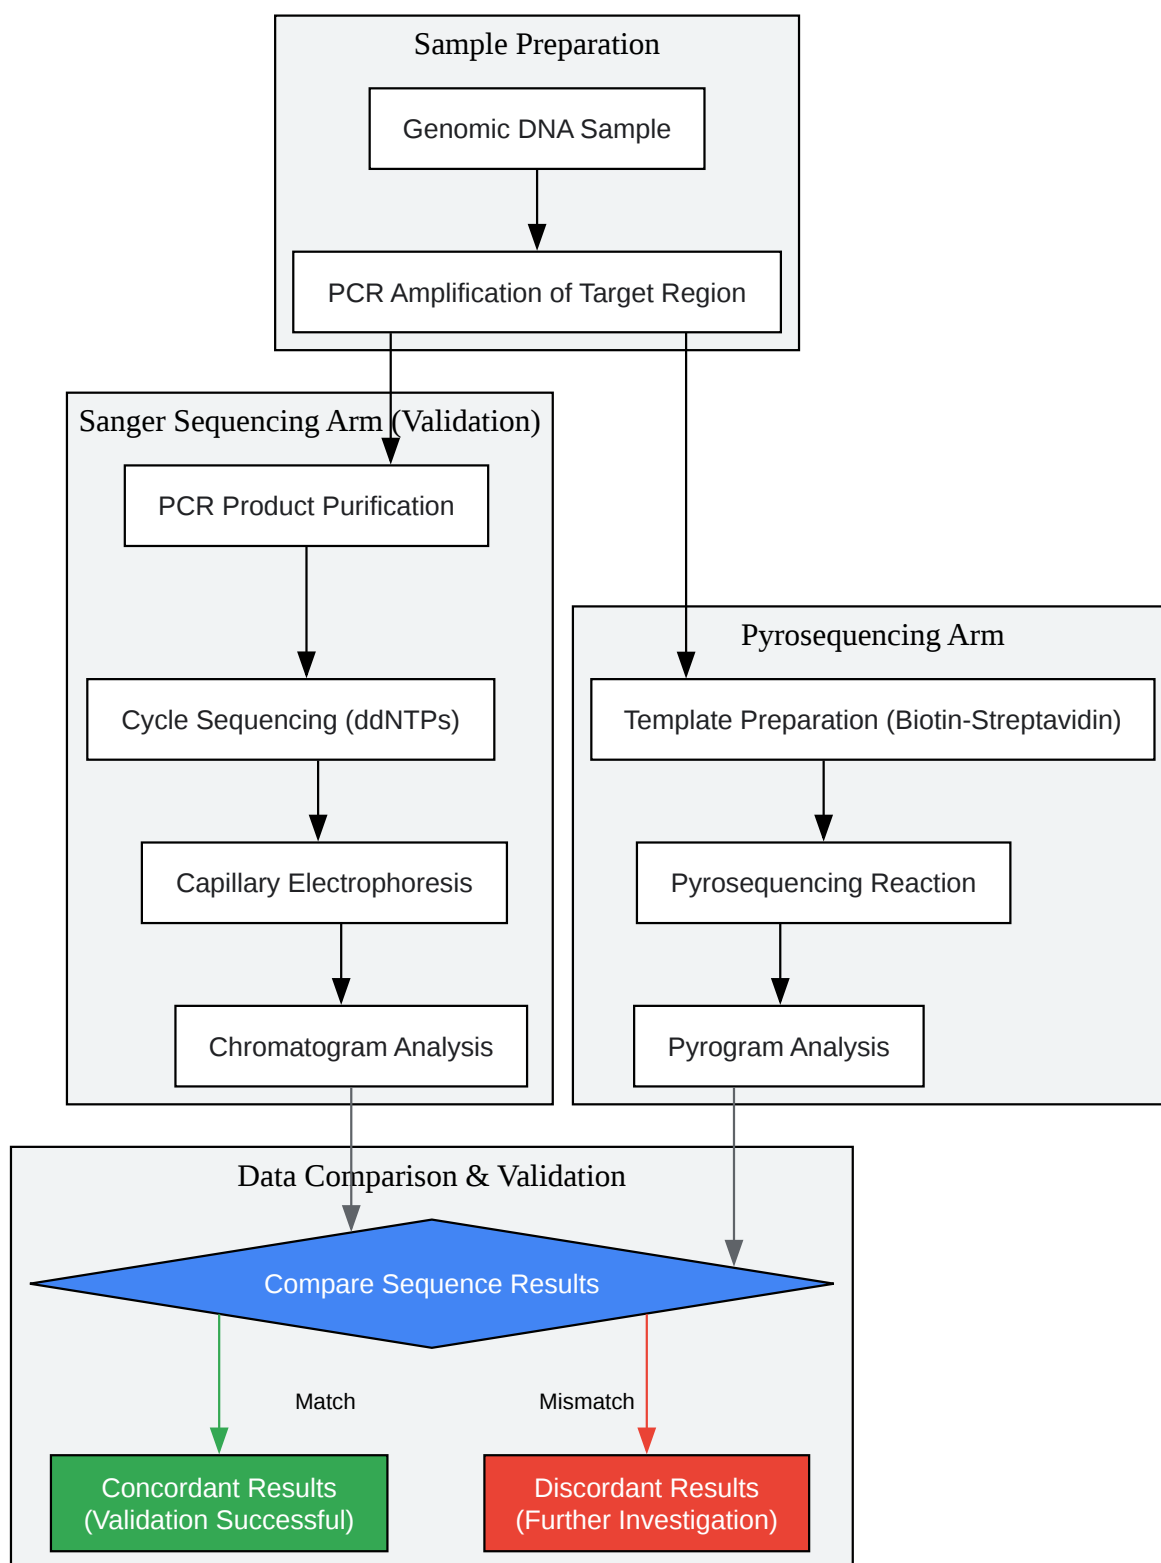 Sample Preparation
Genomic DNA Sample
PCR Amplification of Target Region
Sanger Sequencing Arm (Validation)
PCR Product Purification
Cycle Sequencing (ddNTPs)
Capillary Electrophoresis
Chromatogram Analysis
Pyrosequencing Arm
Template Preparation (Biotin-Streptavidin)
Pyrosequencing Reaction
Pyrogram Analysis
Data Comparison & Validation
Compare Sequence Results
Match
Mismatch
Concordant Results
(Validation Successful)
Discordant Results
(Further Investigation)